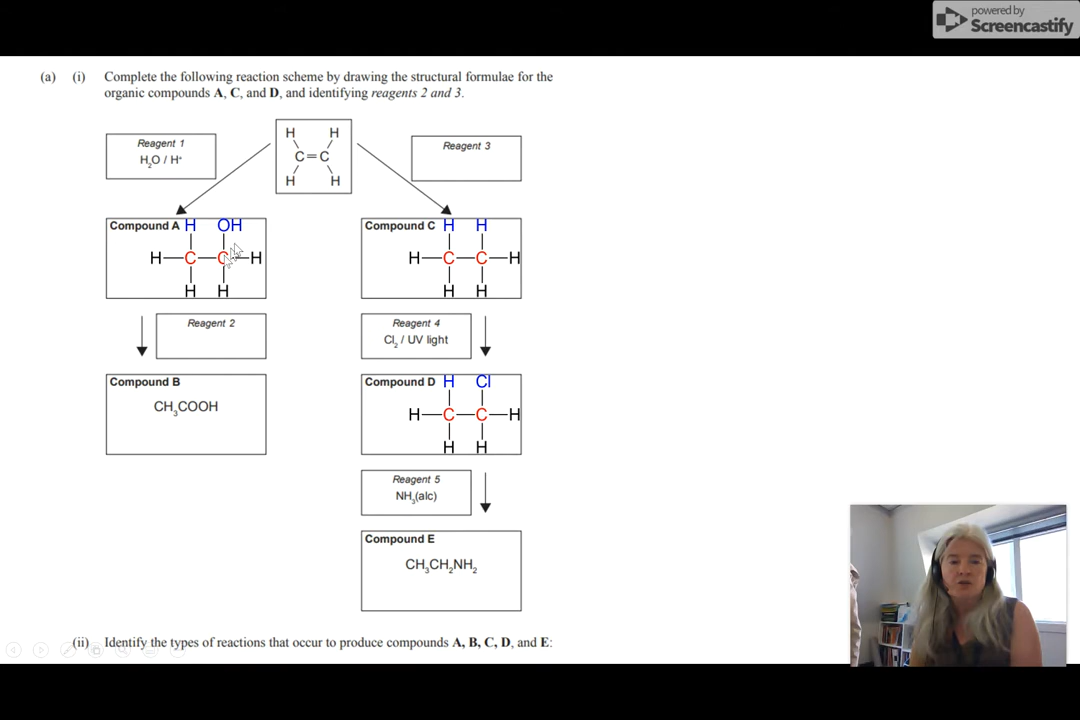 powered by
Screencastify
(a) (i) Complete the following reaction scheme by drawing the structural formulae for the
organic compounds A, C, and D, and identifying reagents 2 and 3.
Reagent 1
H₂O / H⁺
H H
C=C
H H
Reagent 3
Compound A H OH
H—C—C—H
H H
Compound C H H
H—C—C—H
H H
Reagent 2
Reagent 4
Cl₂ / UV light
Compound B
CH₃COOH
Compound D H Cl
H—C—C—H
H H
Reagent 5
NH₃(alc)
Compound E
CH₃CH₂NH₂
(ii) Identify the types of reactions that occur to produce compounds A, B, C, D, and E: